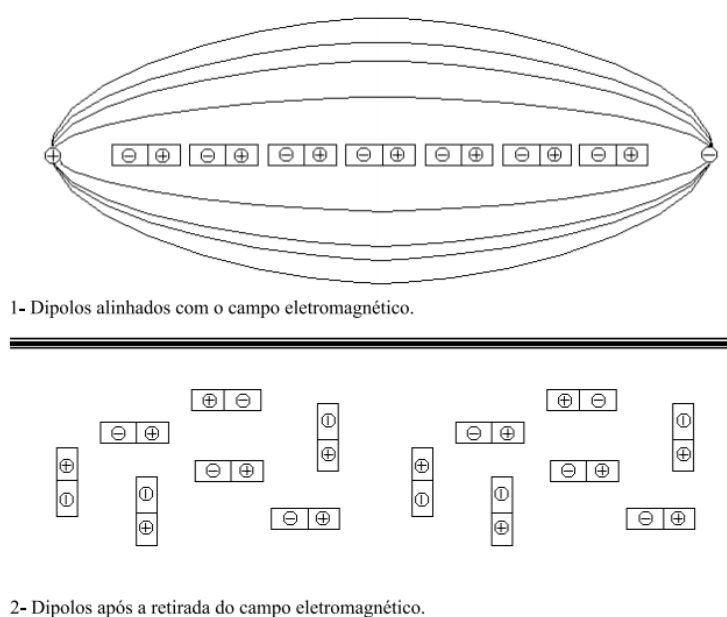 1- Dipolos alinhados com o campo eletromagnético.
2- Dipolos após a retirada do campo eletromagnético.